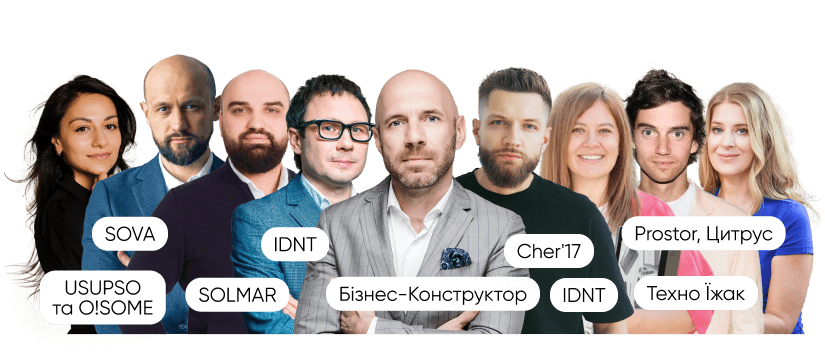 SOVA
IDNT
Cher'17
Prostor, Цитрус
USUPSO
та O!SOME
SOLMAR
Бізнес-Конструктор
IDNT
Техно Їжак